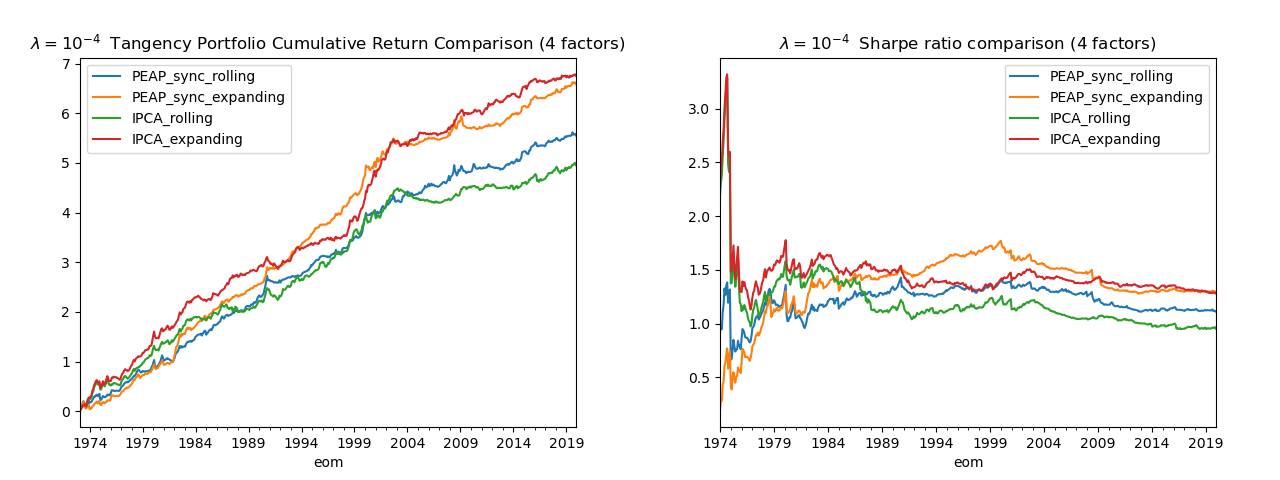 λ = 10⁻⁴ Tangency Portfolio Cumulative Return Comparison (4 factors)
7
6
5
4
3
2
1
0
PEAP_sync_rolling
PEAP_sync_expanding
IPCA_rolling
IPCA_expanding
1974 1979 1984 1989 1994 1999 2004 2009 2014 2019
eom
λ = 10⁻⁴ Sharpe ratio comparison (4 factors)
3.0
2.5
2.0
1.5
1.0
0.5
PEAP_sync_rolling
PEAP_sync_expanding
IPCA_rolling
IPCA_expanding
1974 1979 1984 1989 1994 1999 2004 2009 2014 2019
eom